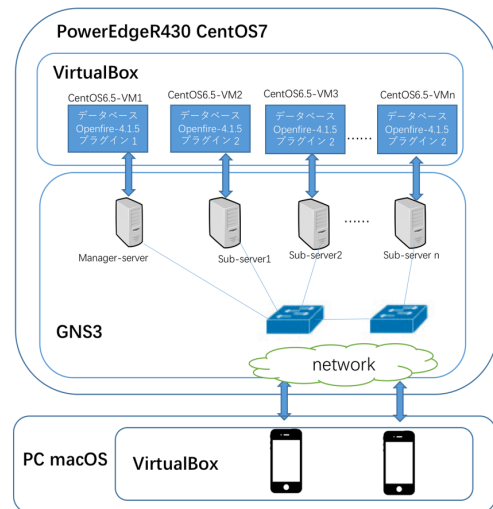 PowerEdgeR430 CentOS7
VirtualBox
CentOS6.5-VM1
CentOS6.5-VM2
CentOS6.5-VM3
CentOS6.5-VMn
データベース
Openfire-4.1.5
プラグイン 1
データベース
Openfire-4.1.5
プラグイン 2
データベース
Openfire-4.1.5
プラグイン 2
……
データベース
Openfire-4.1.5
プラグイン 2
……
Manager-server
Sub-server1
Sub-server2
Sub-server n
GNS3
network
PC macOS
VirtualBox